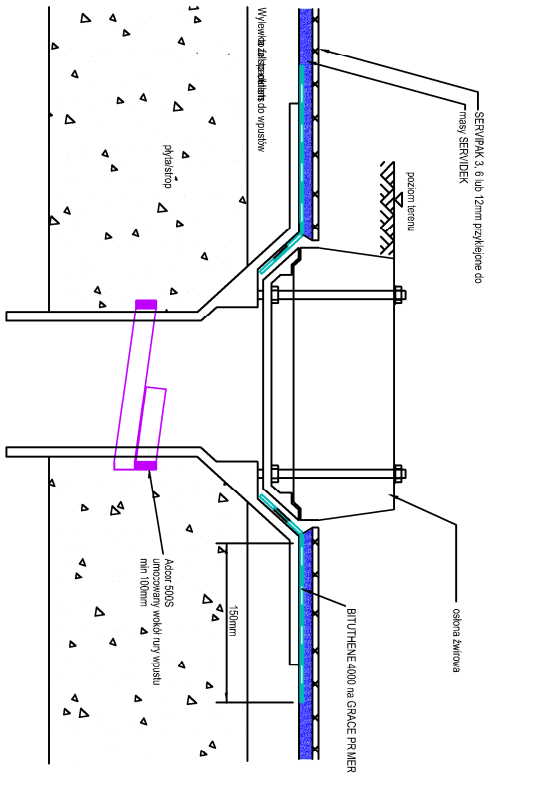 SERVIPAK 3, 6 lub 12mm przyklejone do
masy SERVIDEK
poziom terenu
płyta/strop
osłona żwirowa
BITUTHENE 4000 na GRACE PRIMER
150mm
Adcor 500S
umocowany wokół rury wpustu
min 100mm